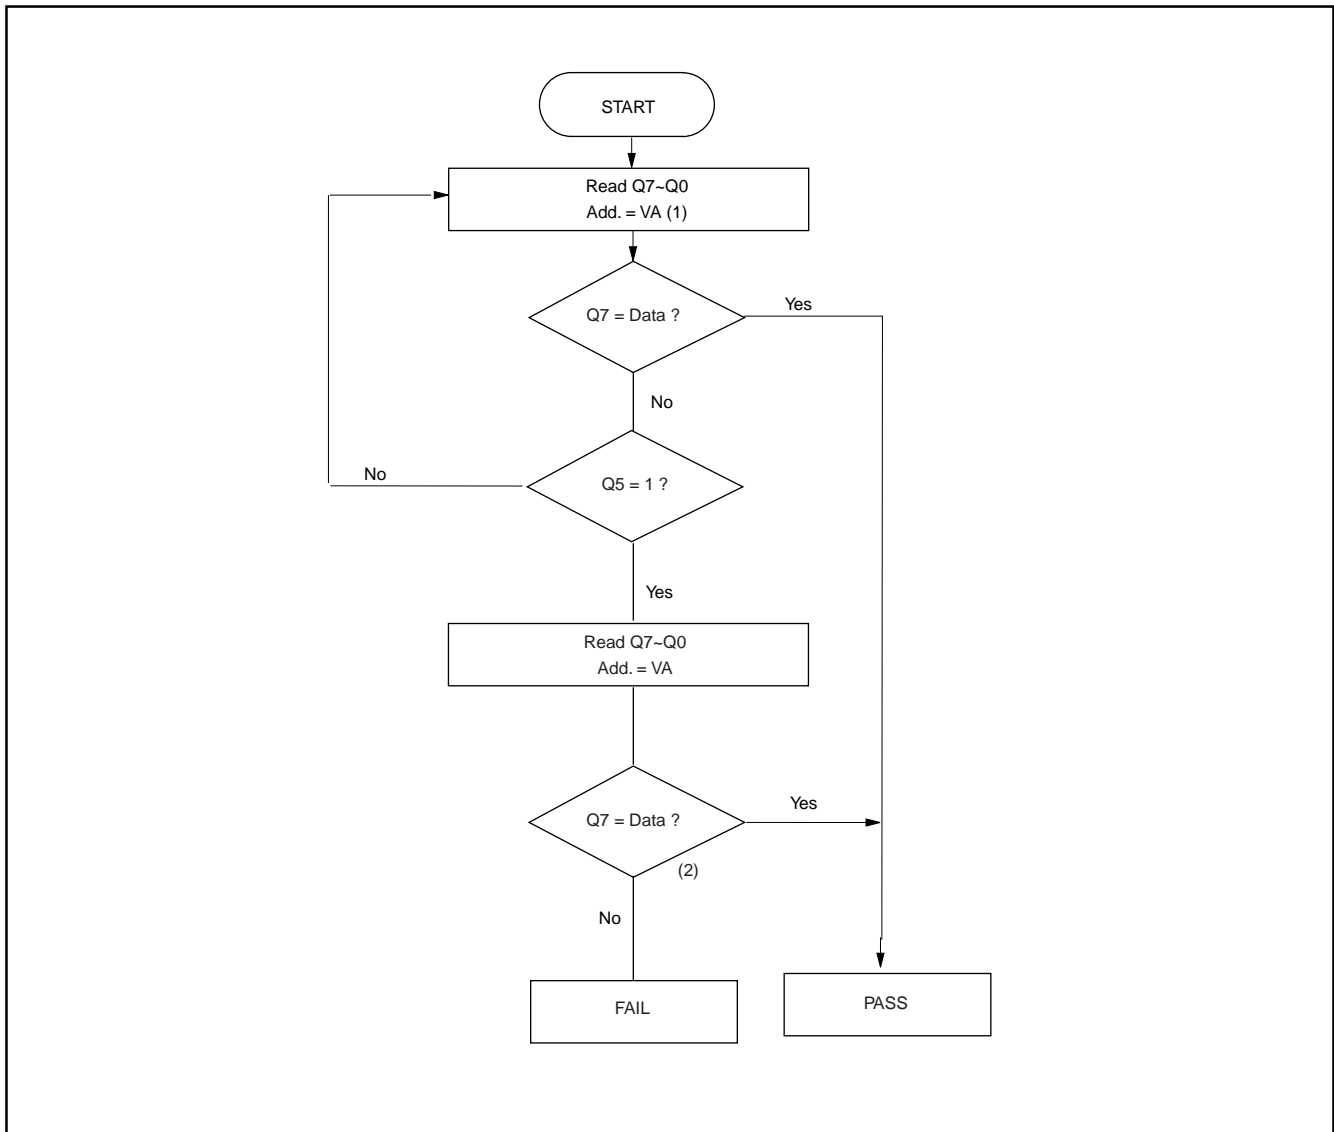 START
Read Q7~Q0
Add. = VA (1)
Q7 = Data ?
Yes
No
Q5 = 1 ?
No
Yes
Read Q7~Q0
Add. = VA
Q7 = Data ?
Yes
(2)
No
FAIL
PASS